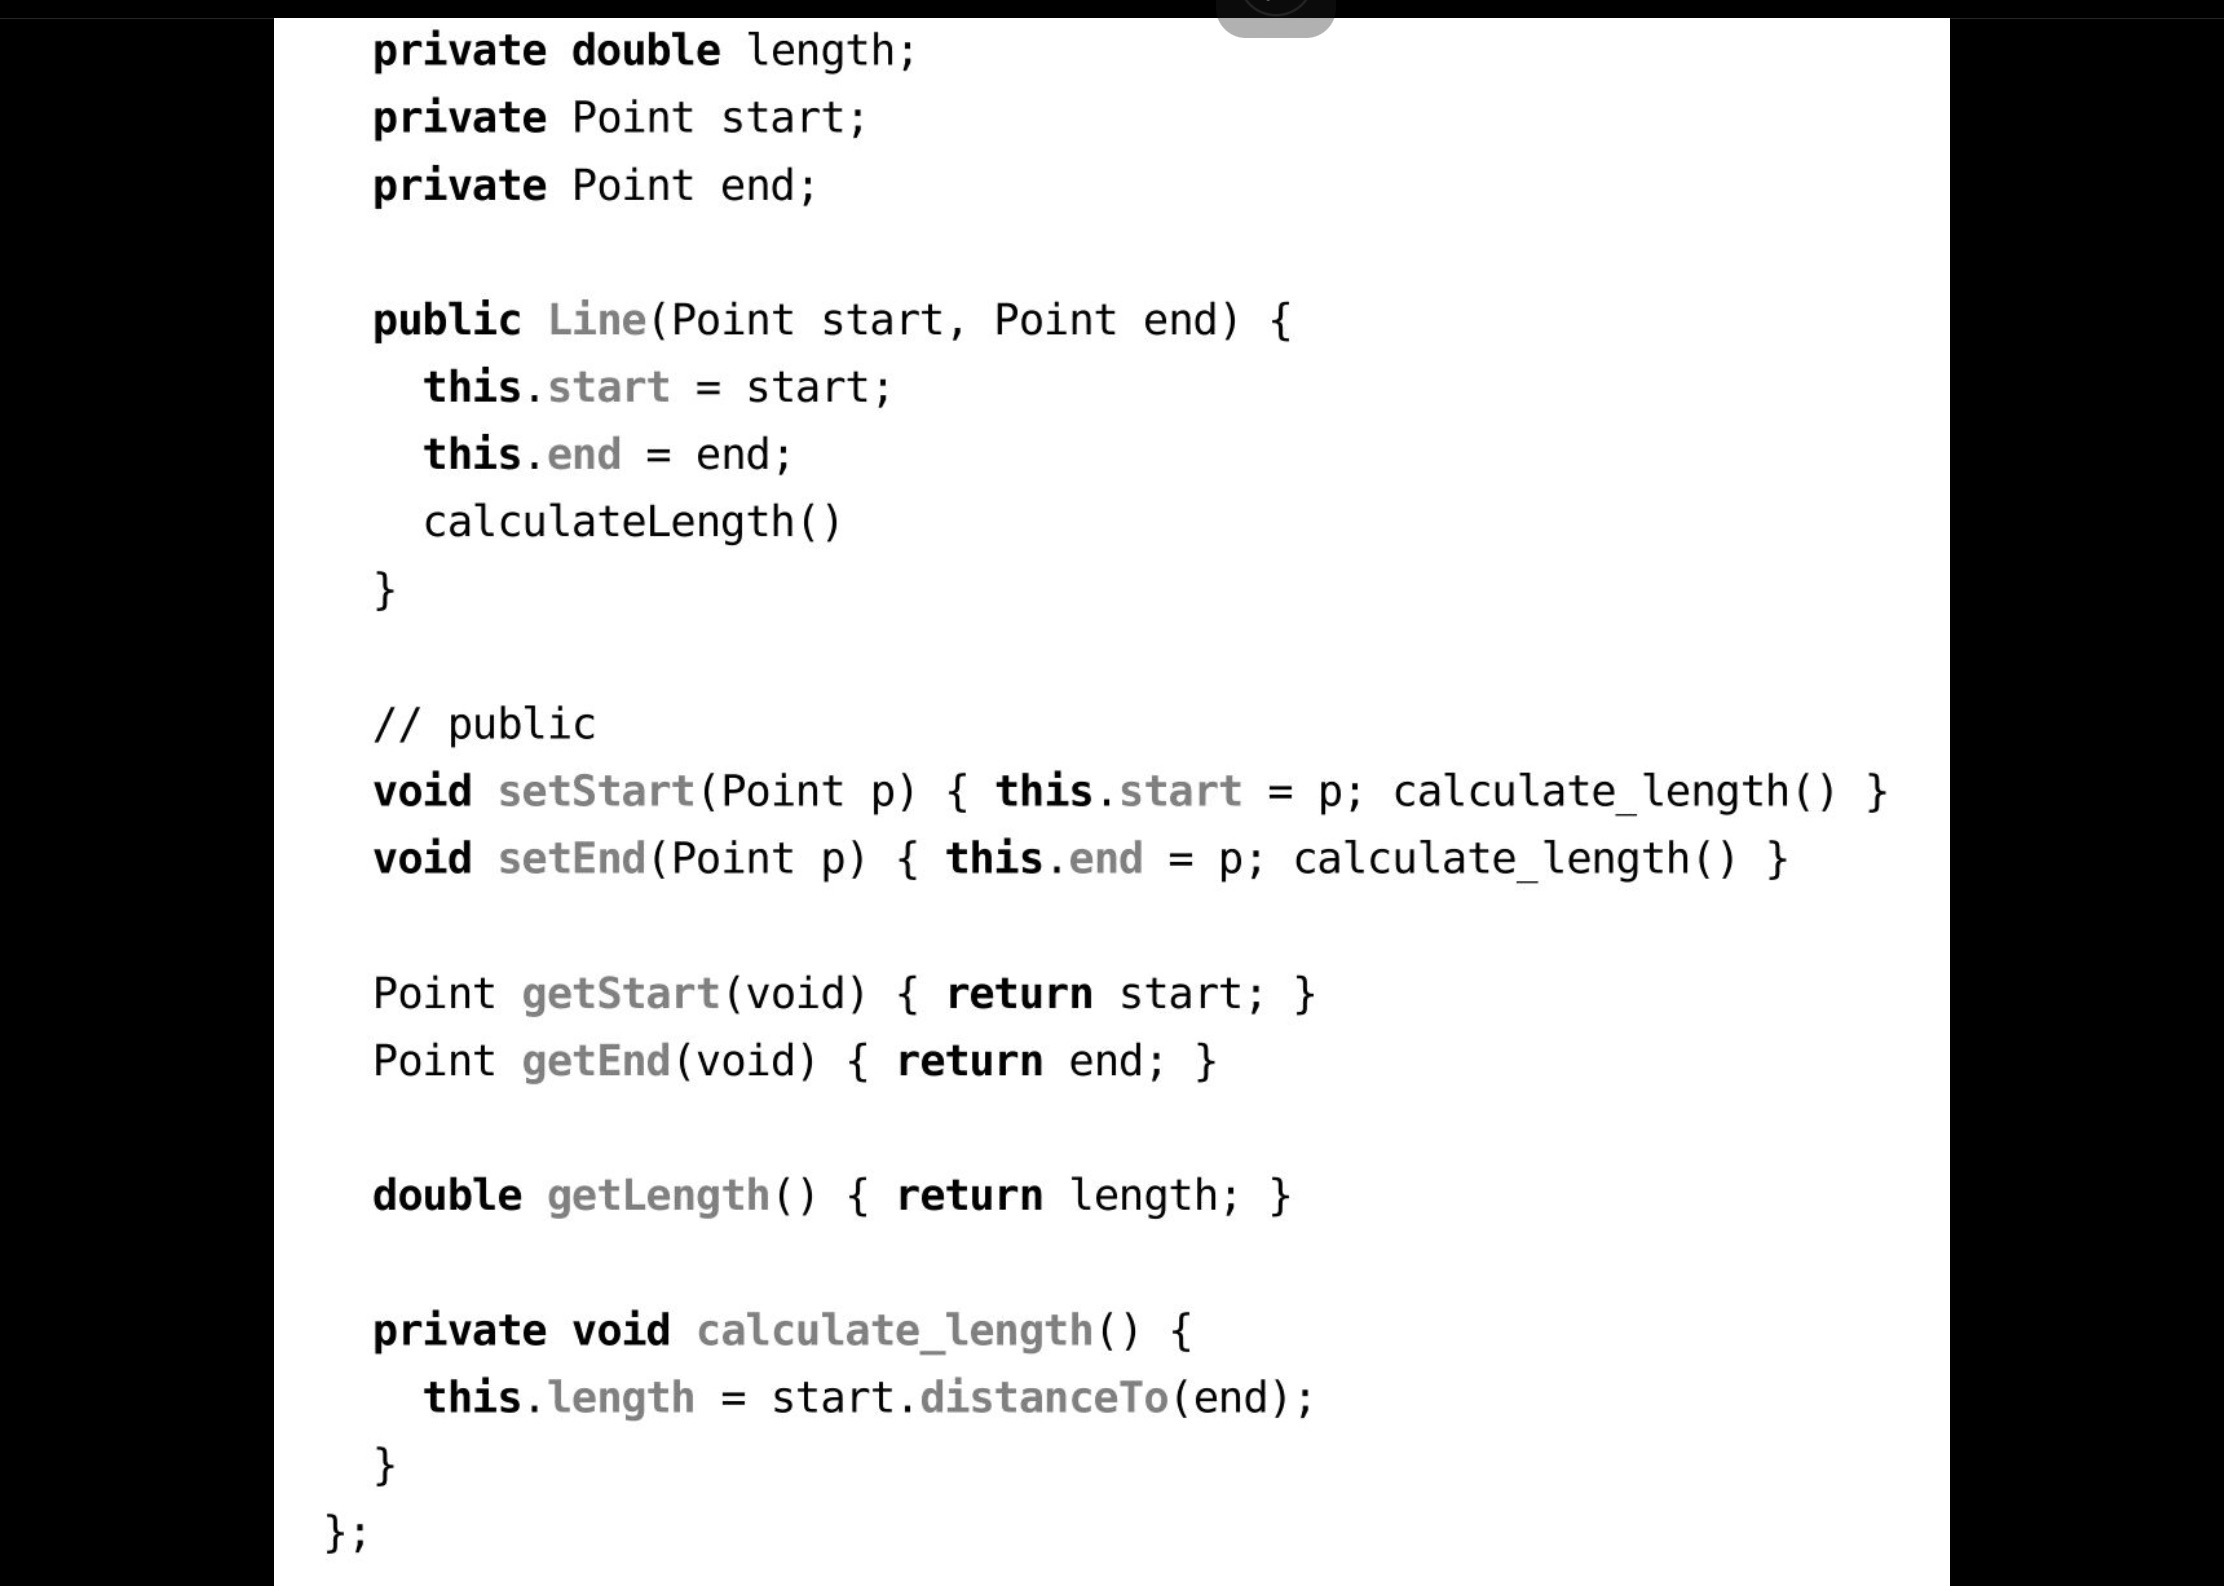 private double length;
private Point start;
private Point end;
public Line(Point start, Point end) {
this.start = start;
this.end = end;
calculateLength()
}
// public
void setStart(Point p) { this.start = p; calculate_length() }
void setEnd(Point p) { this.end = p; calculate_length() }
Point getStart(void) { return start; }
Point getEnd(void) { return end; }
double getLength() { return length; }
private void calculate_length() {
this.length = start.distanceTo(end);
}
};